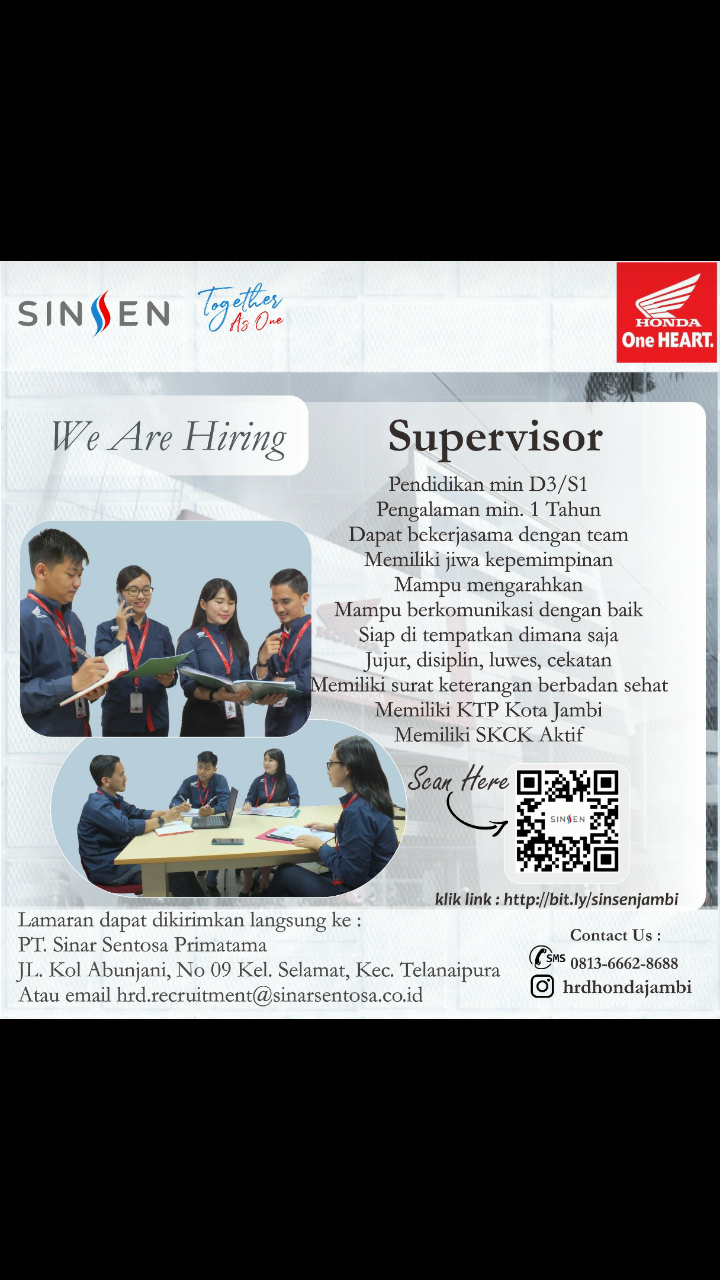 SINSEN
Together
As One
HONDA
One HEART.
We Are Hiring
Supervisor
Pendidikan min D3/S1
Pengalaman min. 1 Tahun
Dapat bekerjasama dengan team
Memiliki jiwa kepemimpinan
Mampu mengarahkan
Mampu berkomunikasi dengan baik
Siap di tempatkan dimana saja
Jujur, disiplin, luwes, cekatan
Memiliki surat keterangan berbadan sehat
Memiliki KTP Kota Jambi
Memiliki SKCK Aktif
Scan Here
SINSEN
klik link : http://bit.ly/sinsenjambi
Lamaran dapat dikirimkan langsung ke :
PT. Sinar Sentosa Primatama
JL. Kol Abunjani, No 09 Kel. Selamat, Kec. Telanaipura
Atau email hrd.recruitment@sinarsentosa.co.id
Contact Us :
SMS 0813-6662-8688
hrdhondajambi